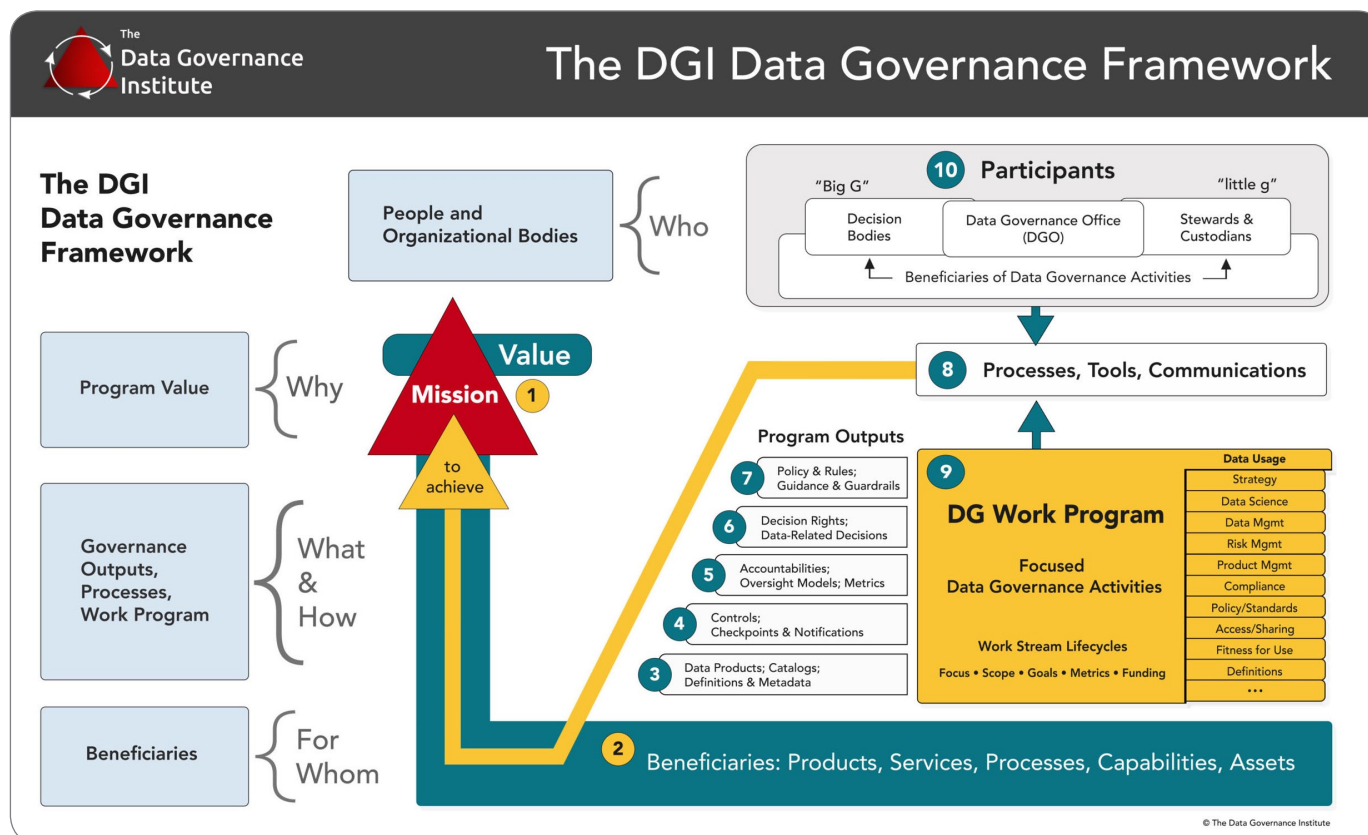 The
Data Governance
Institute
The DGI Data Governance Framework
The DGI
Data Governance
Framework
People and
Organizational Bodies
Who
10
Participants
"Big G"
"little g"
Decision
Bodies
Data Governance Office
(DGO)
Stewards &
Custodians
Beneficiaries of Data Governance Activities
Program Value
Why
Value
Mission
1
to
achieve
8
Processes, Tools, Communications
Governance
Outputs,
Processes,
Work Program
What
&
How
Program Outputs
7
Policy & Rules;
Guidance & Guardrails
6
Decision Rights;
Data-Related Decisions
5
Accountabilities;
Oversight Models; Metrics
4
Controls;
Checkpoints & Notifications
3
Data Products; Catalogs;
Definitions & Metadata
9
DG Work Program
Focused
Data Governance Activities
Work Stream Lifecycles
Focus • Scope • Goals • Metrics • Funding
Data Usage
Strategy
Data Science
Data Mgmt
Risk Mgmt
Product Mgmt
Compliance
Policy/Standards
Access/Sharing
Fitness for Use
Definitions
•••
Beneficiaries
For
Whom
2
Beneficiaries: Products, Services, Processes, Capabilities, Assets
© The Data Governance Institute